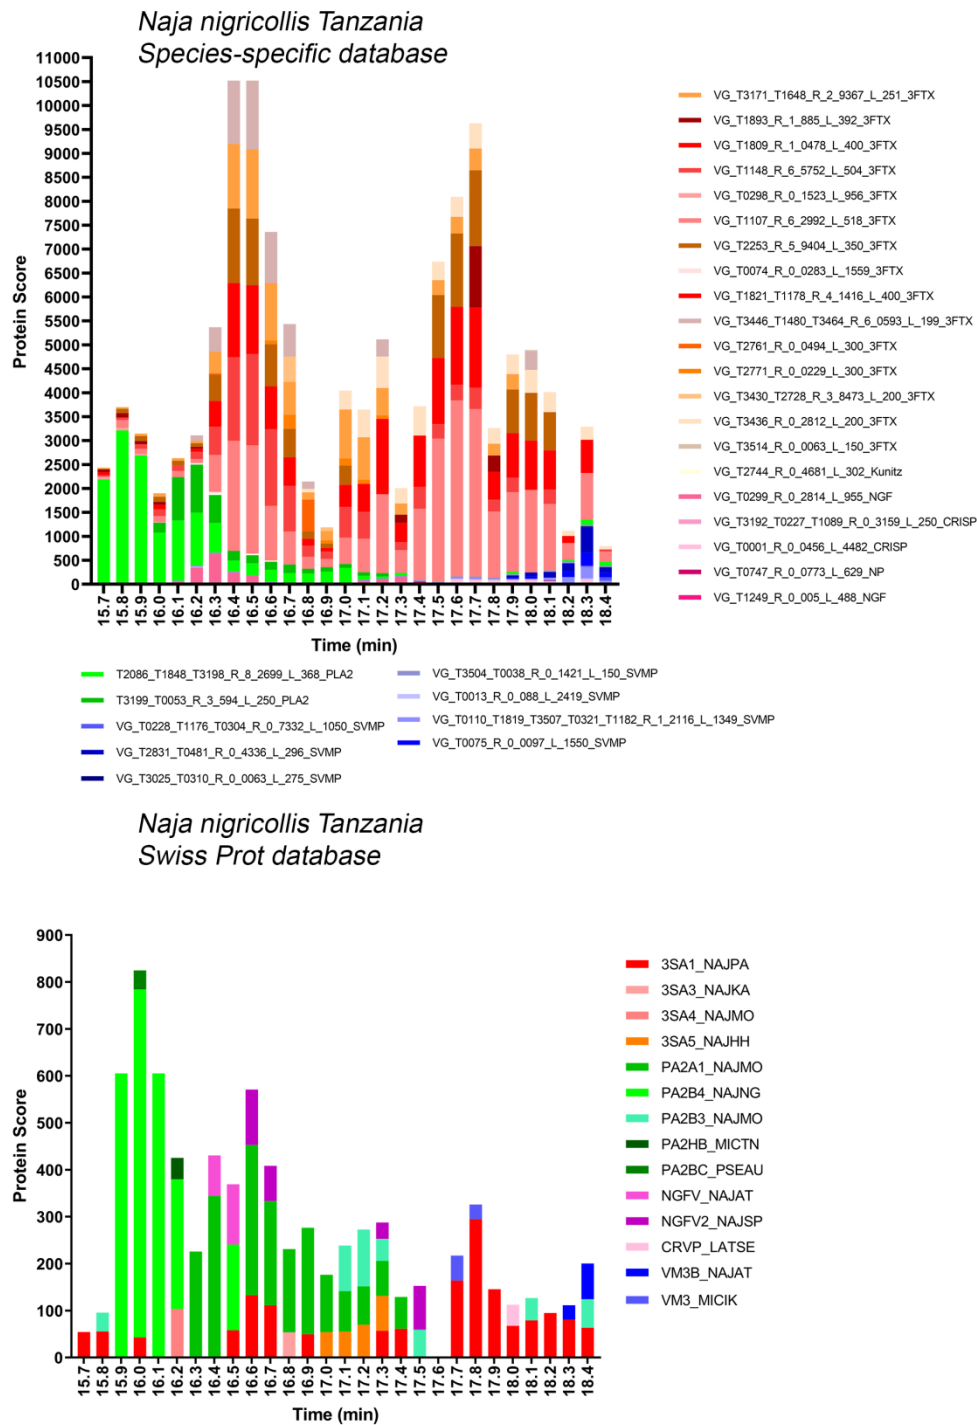 Naja nigricollis Tanzania
Species-specific database
11000
10500
10000
9500
9000
8500
8000
7500
7000
6500
6000
5500
5000
4500
4000
3500
3000
2500
2000
1500
1000
500
0
Protein Score
15.7 15.8 15.9 16.0 16.1 16.2 16.3 16.4 16.5 16.6 16.7 16.8 16.9 17.0 17.1 17.2 17.3 17.4 17.5 17.6 17.7 17.8 17.9 18.0 18.1 18.2 18.3 18.4
Time (min)
VG_T3171_T1648_R_2_9367_L_251_3FTX
VG_T1893_R_1_885_L_392_3FTX
VG_T1809_R_1_0478_L_400_3FTX
VG_T1148_R_6_5752_L_504_3FTX
VG_T0298_R_0_1523_L_956_3FTX
VG_T1107_R_6_2992_L_518_3FTX
VG_T2253_R_5_9404_L_350_3FTX
VG_T0074_R_0_0283_L_1559_3FTX
VG_T1821_T1178_R_4_1416_L_400_3FTX
VG_T3446_T1480_T3464_R_6_0593_L_199_3FTX
VG_T2761_R_0_0494_L_300_3FTX
VG_T2771_R_0_0229_L_300_3FTX
VG_T3430_T2728_R_3_8473_L_200_3FTX
VG_T3436_R_0_2812_L_200_3FTX
VG_T3514_R_0_0063_L_150_3FTX
VG_T2744_R_0_4681_L_302_Kunitz
VG_T0299_R_0_2814_L_955_NGF
VG_T3192_T0227_T1089_R_0_3159_L_250_CRISP
VG_T0001_R_0_0456_L_4482_CRISP
VG_T0747_R_0_0773_L_629_NP
VG_T1249_R_0_005_L_488_NGF
T2086_T1848_T3198_R_8_2699_L_368_PLA2
T3199_T0053_R_3_594_L_250_PLA2
VG_T0228_T1176_T0304_R_0_7332_L_1050_SVMP
VG_T2831_T0481_R_0_4336_L_296_SVMP
VG_T3025_T0310_R_0_0063_L_275_SVMP
VG_T3504_T0038_R_0_1421_L_150_SVMP
VG_T0013_R_0_088_L_2419_SVMP
VG_T0110_T1819_T3507_T0321_T1182_R_1_2116_L_1349_SVMP
VG_T0075_R_0_0097_L_1550_SVMP
Naja nigricollis Tanzania
Swiss Prot database
900
800
700
600
500
400
300
200
100
0
Protein Score
15.7 15.8 15.9 16.0 16.1 16.2 16.3 16.4 16.5 16.6 16.7 16.8 16.9 17.0 17.1 17.2 17.3 17.4 17.5 17.6 17.7 17.8 17.9 18.0 18.1 18.2 18.3 18.4
Time (min)
3SA1_NAJPA
3SA3_NAJKA
3SA4_NAJMO
3SA5_NAJHH
PA2A1_NAJMO
PA2B4_NAJNG
PA2B3_NAJMO
PA2HB_MICTN
PA2BC_PSEAU
NGFV_NAJAT
NGFV2_NAJSP
CRVP_LATSE
VM3B_NAJAT
VM3_MICIK